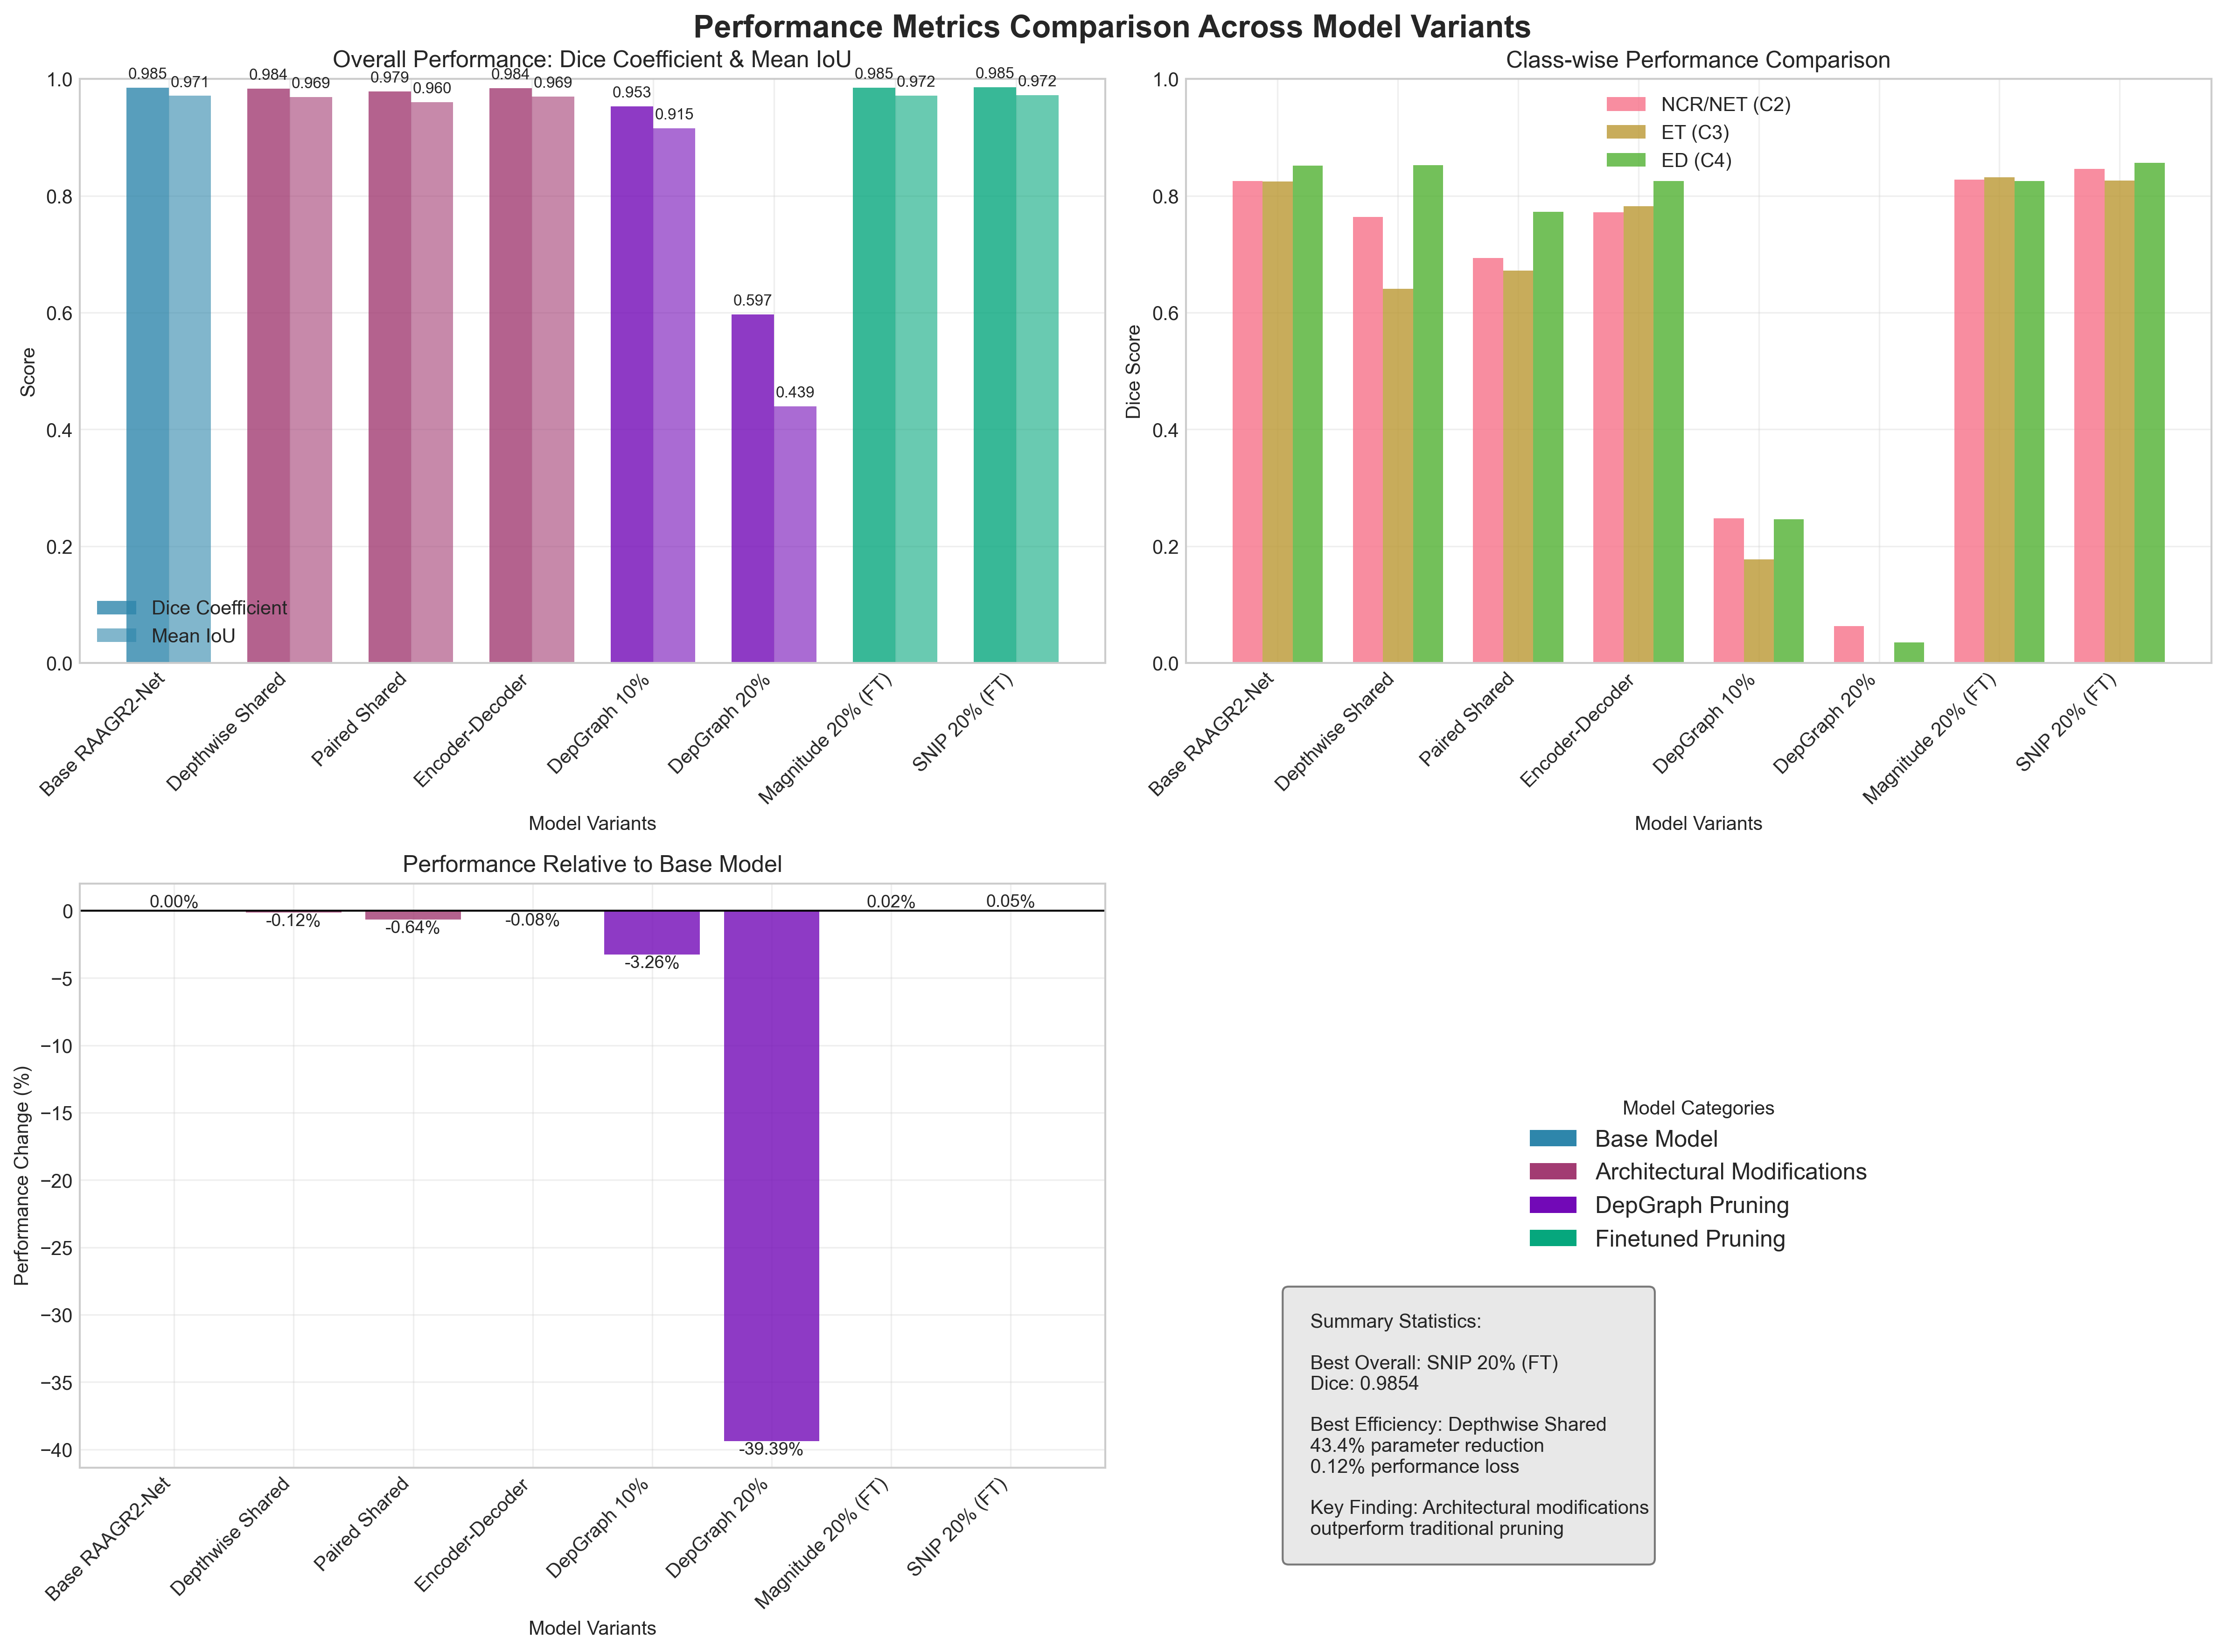 Performance Metrics Comparison Across Model Variants
Overall Performance: Dice Coefficient & Mean IoU
0.985 0.971 0.984 0.969 0.979 0.960 0.984 0.969 0.953 0.915 0.597 0.439 0.985 0.972 0.985 0.972
Score
1.0
0.8
0.6
0.4
0.2
0.0
Dice Coefficient
Mean IoU
Base RAAGR2-Net
Depthwise Shared
Paired Shared
Encoder-Decoder
DepGraph 10%
DepGraph 20%
Magnitude 20% (FT)
SNIP 20% (FT)
Model Variants
Class-wise Performance Comparison
Dice Score
1.0
0.8
0.6
0.4
0.2
0.0
NCR/NET (C2)
ET (C3)
ED (C4)
Base RAAGR2-Net
Depthwise Shared
Paired Shared
Encoder-Decoder
DepGraph 10%
DepGraph 20%
Magnitude 20% (FT)
SNIP 20% (FT)
Model Variants
Performance Relative to Base Model
0.00% -0.12% -0.64% -0.08% -3.26% -39.39% 0.02% 0.05%
Performance Change (%)
0
−5
−10
−15
−20
−25
−30
−35
−40
Base RAAGR2-Net
Depthwise Shared
Paired Shared
Encoder-Decoder
DepGraph 10%
DepGraph 20%
Magnitude 20% (FT)
SNIP 20% (FT)
Model Variants
Model Categories
Base Model
Architectural Modifications
DepGraph Pruning
Finetuned Pruning
Summary Statistics:
Best Overall: SNIP 20% (FT)
Dice: 0.9854
Best Efficiency: Depthwise Shared
43.4% parameter reduction
0.12% performance loss
Key Finding: Architectural modifications
outperform traditional pruning